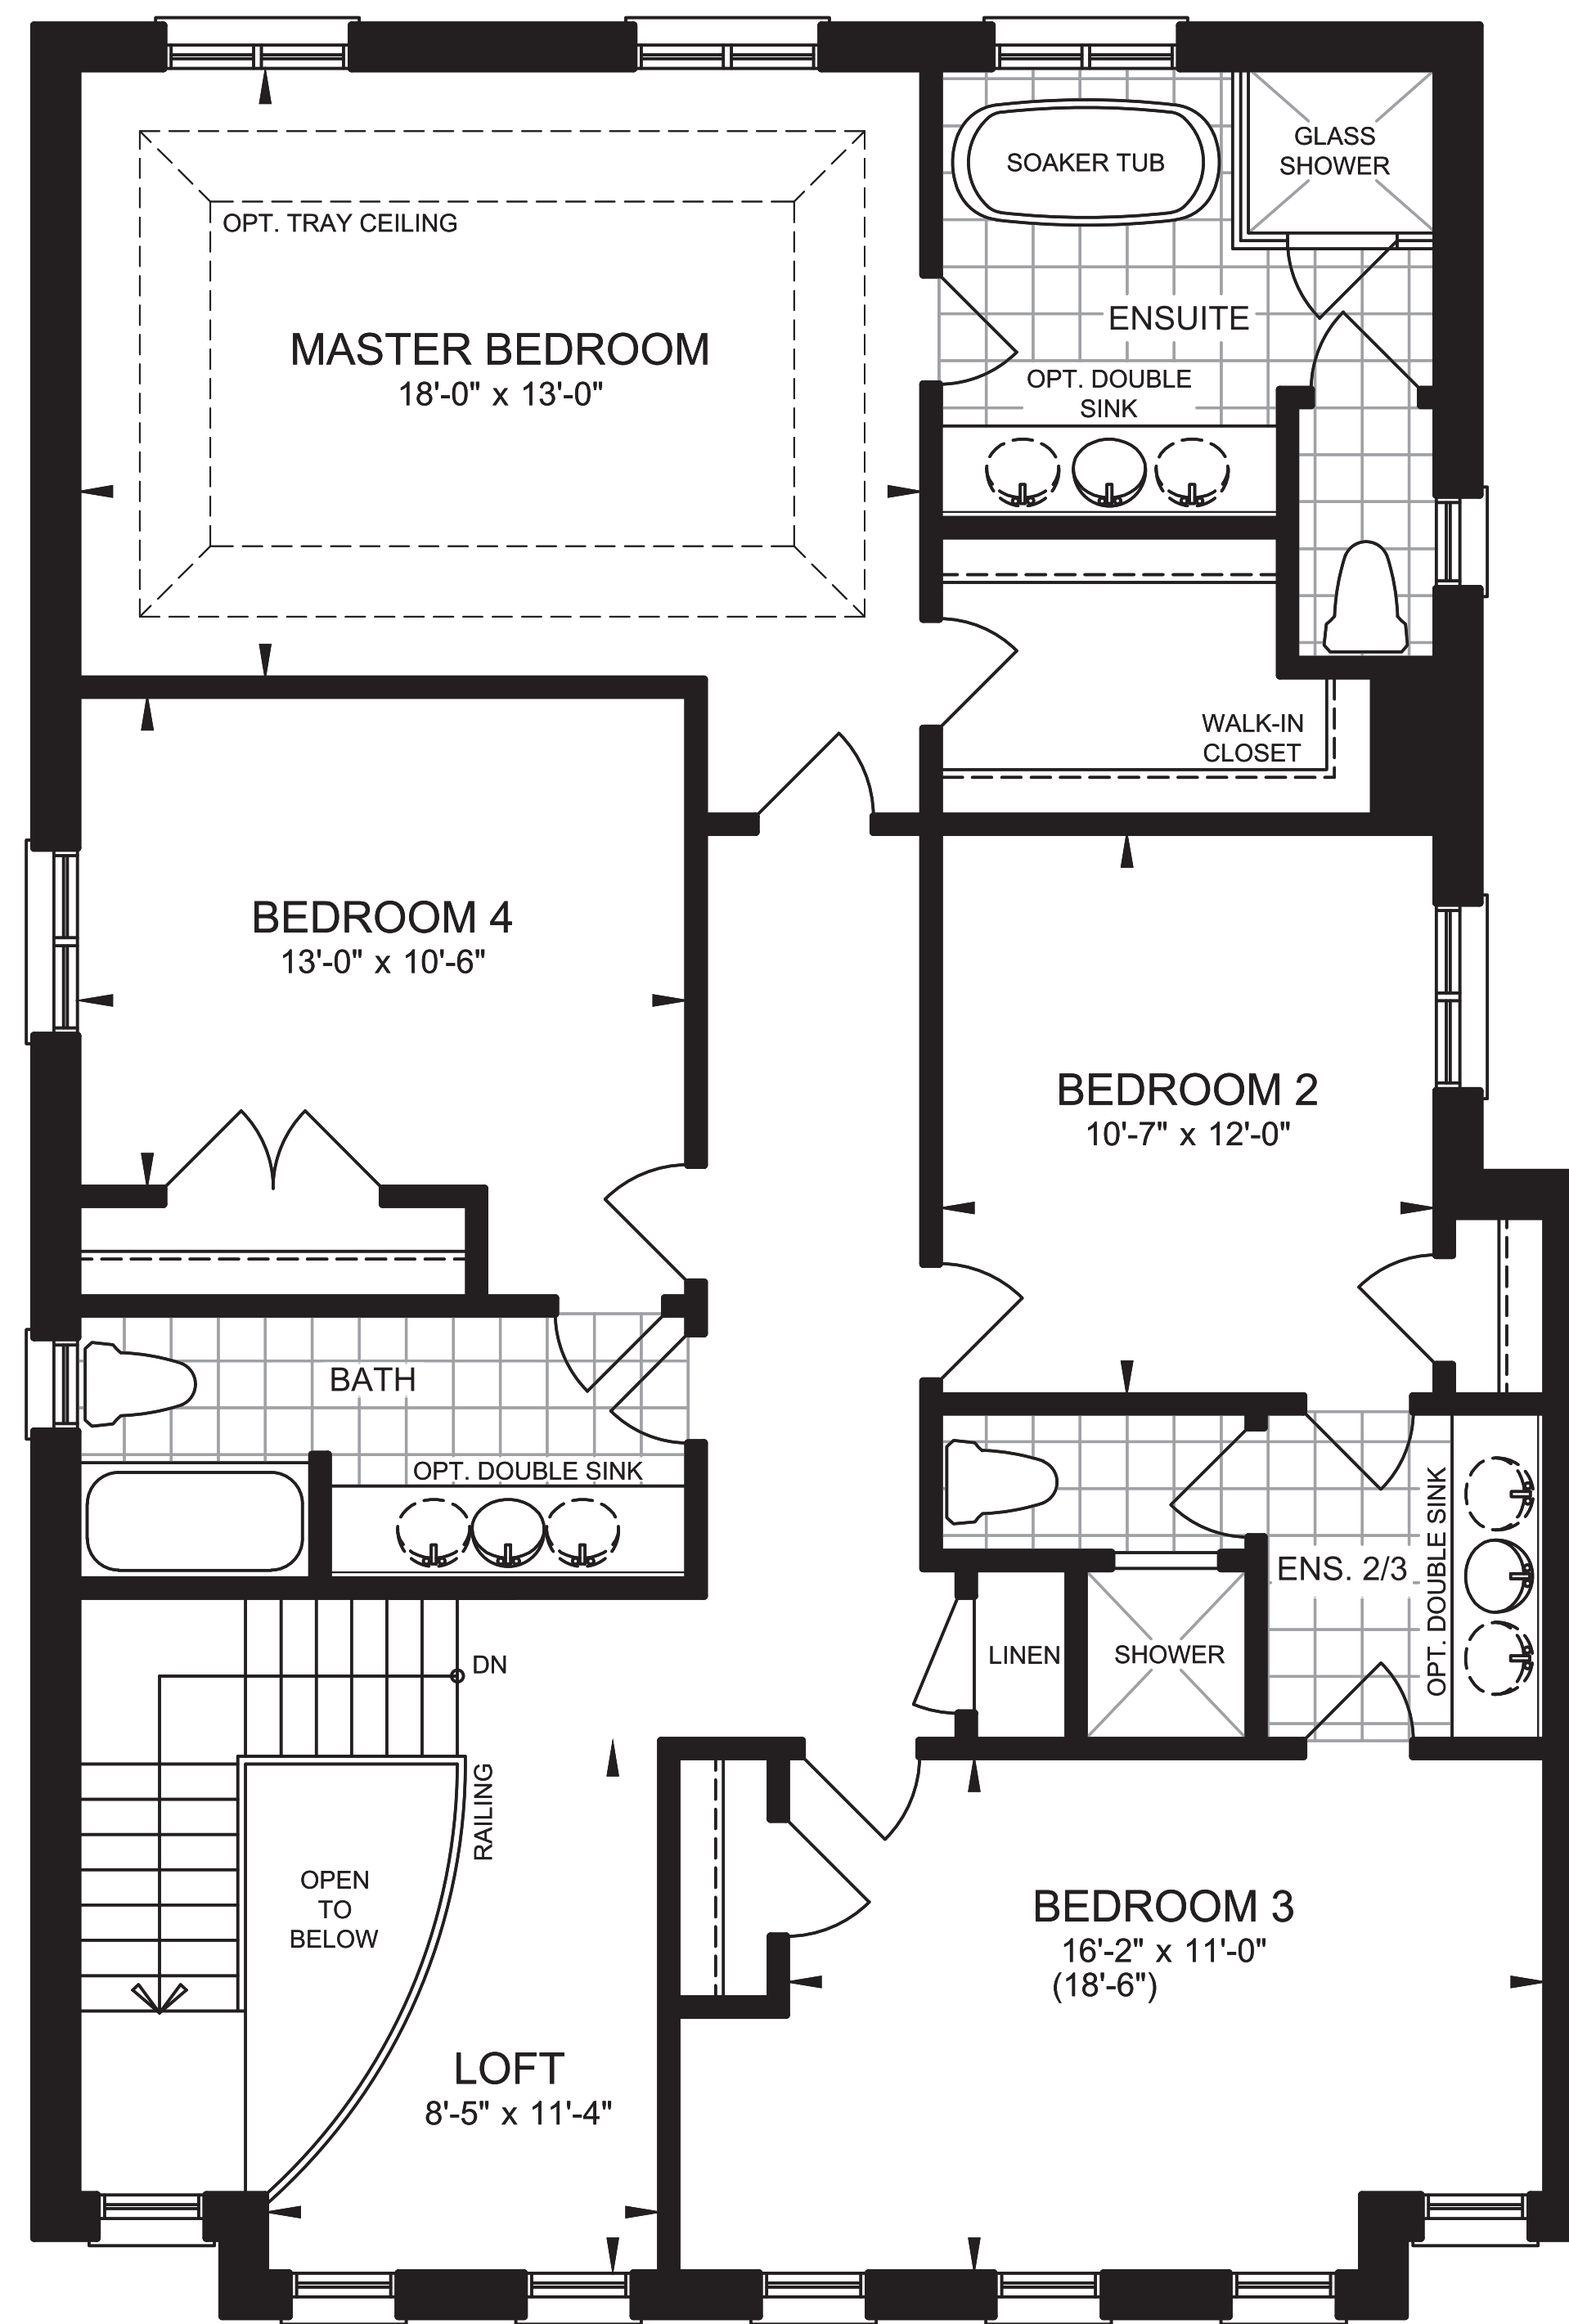 SOAKER TUB
GLASS
SHOWER
OPT. TRAY CEILING
MASTER BEDROOM
18'-0" x 13'-0"
ENSUITE
OPT. DOUBLE
SINK
WALK-IN
CLOSET
BEDROOM 4
13'-0" x 10'-6"
BEDROOM 2
10'-7" x 12'-0"
BATH
OPT. DOUBLE SINK
ENS. 2/3
OPT. DOUBLE SINK
LINEN
SHOWER
DN
RAILING
OPEN
TO
BELOW
BEDROOM 3
16'-2" x 11'-0"
(18'-6")
LOFT
8'-5" x 11'-4"